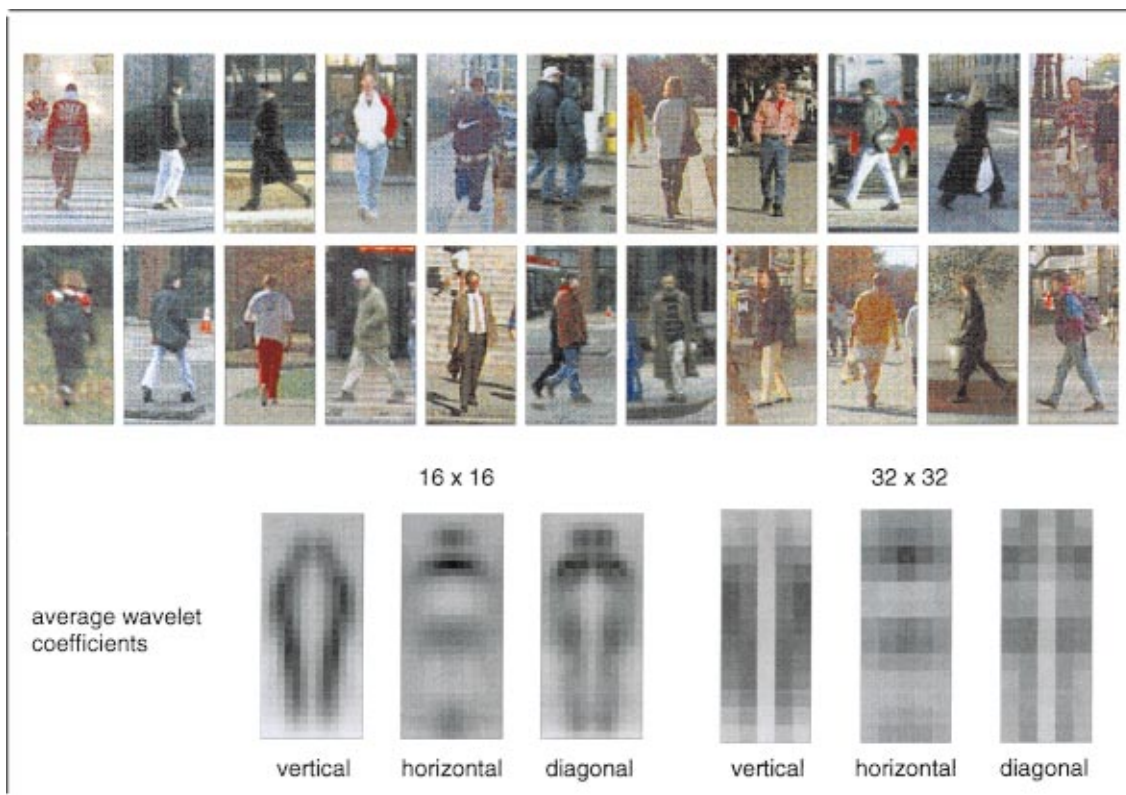 16 x 16
32 x 32
average wavelet
coefficients
vertical
horizontal
diagonal
vertical
horizontal
diagonal